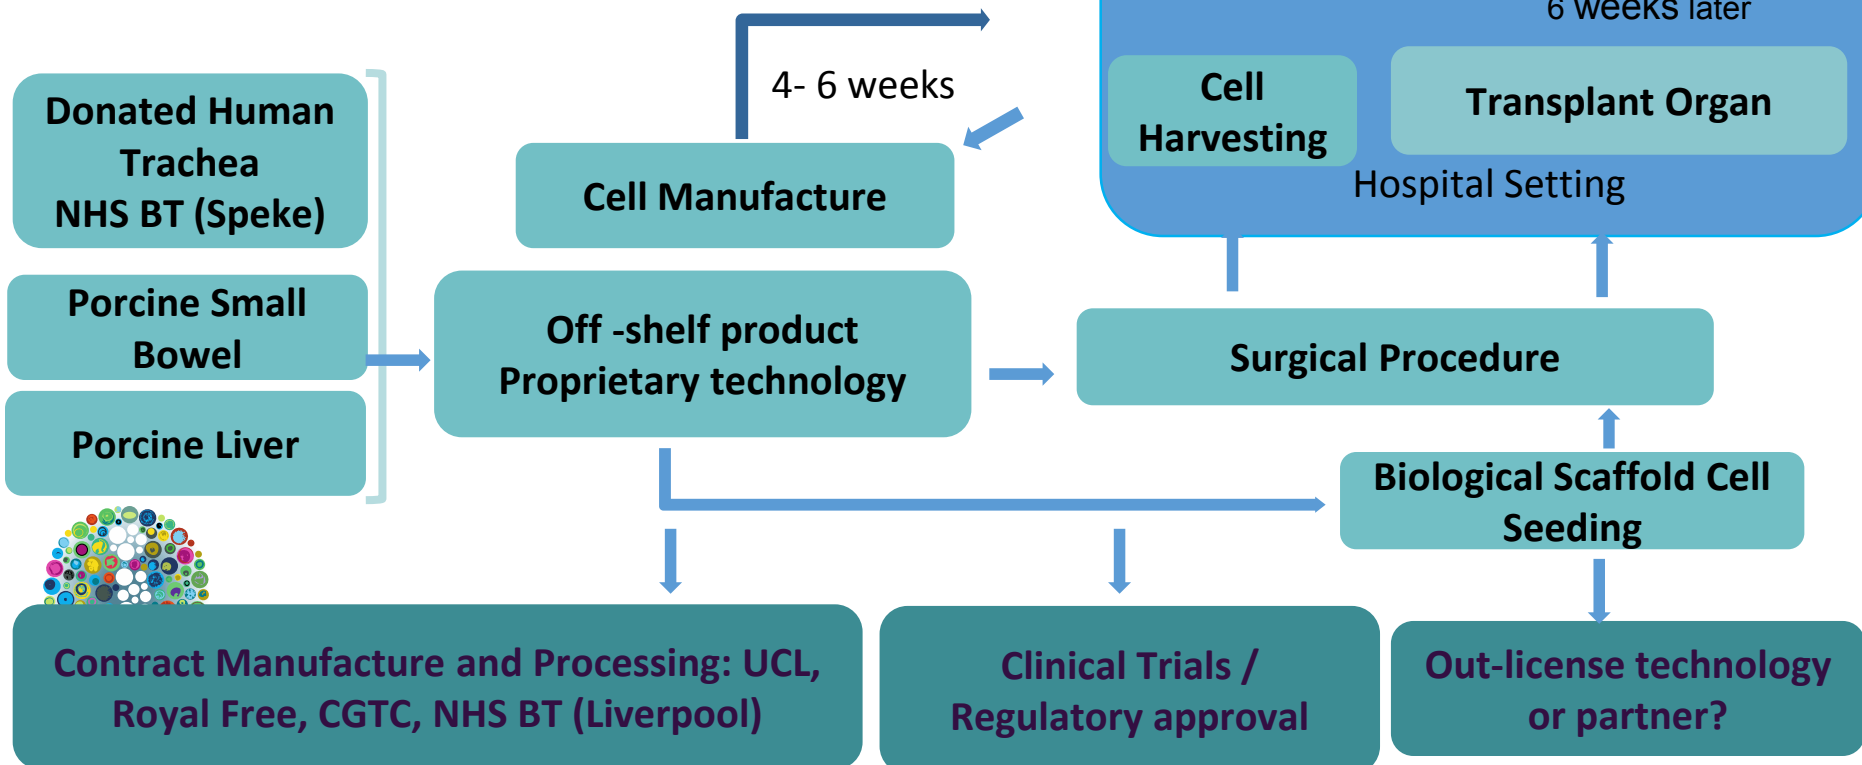 6 weeks later
4- 6 weeks
Cell
Harvesting
Transplant Organ
Hospital Setting
Donated Human
Trachea
NHS BT (Speke)
Cell Manufacture
Porcine Small
Bowel
Off -shelf product
Proprietary technology
Surgical Procedure
Porcine Liver
Biological Scaffold Cell
Seeding
Contract Manufacture and Processing: UCL,
Royal Free, CGTC, NHS BT (Liverpool)
Clinical Trials /
Regulatory approval
Out-license technology
or partner?